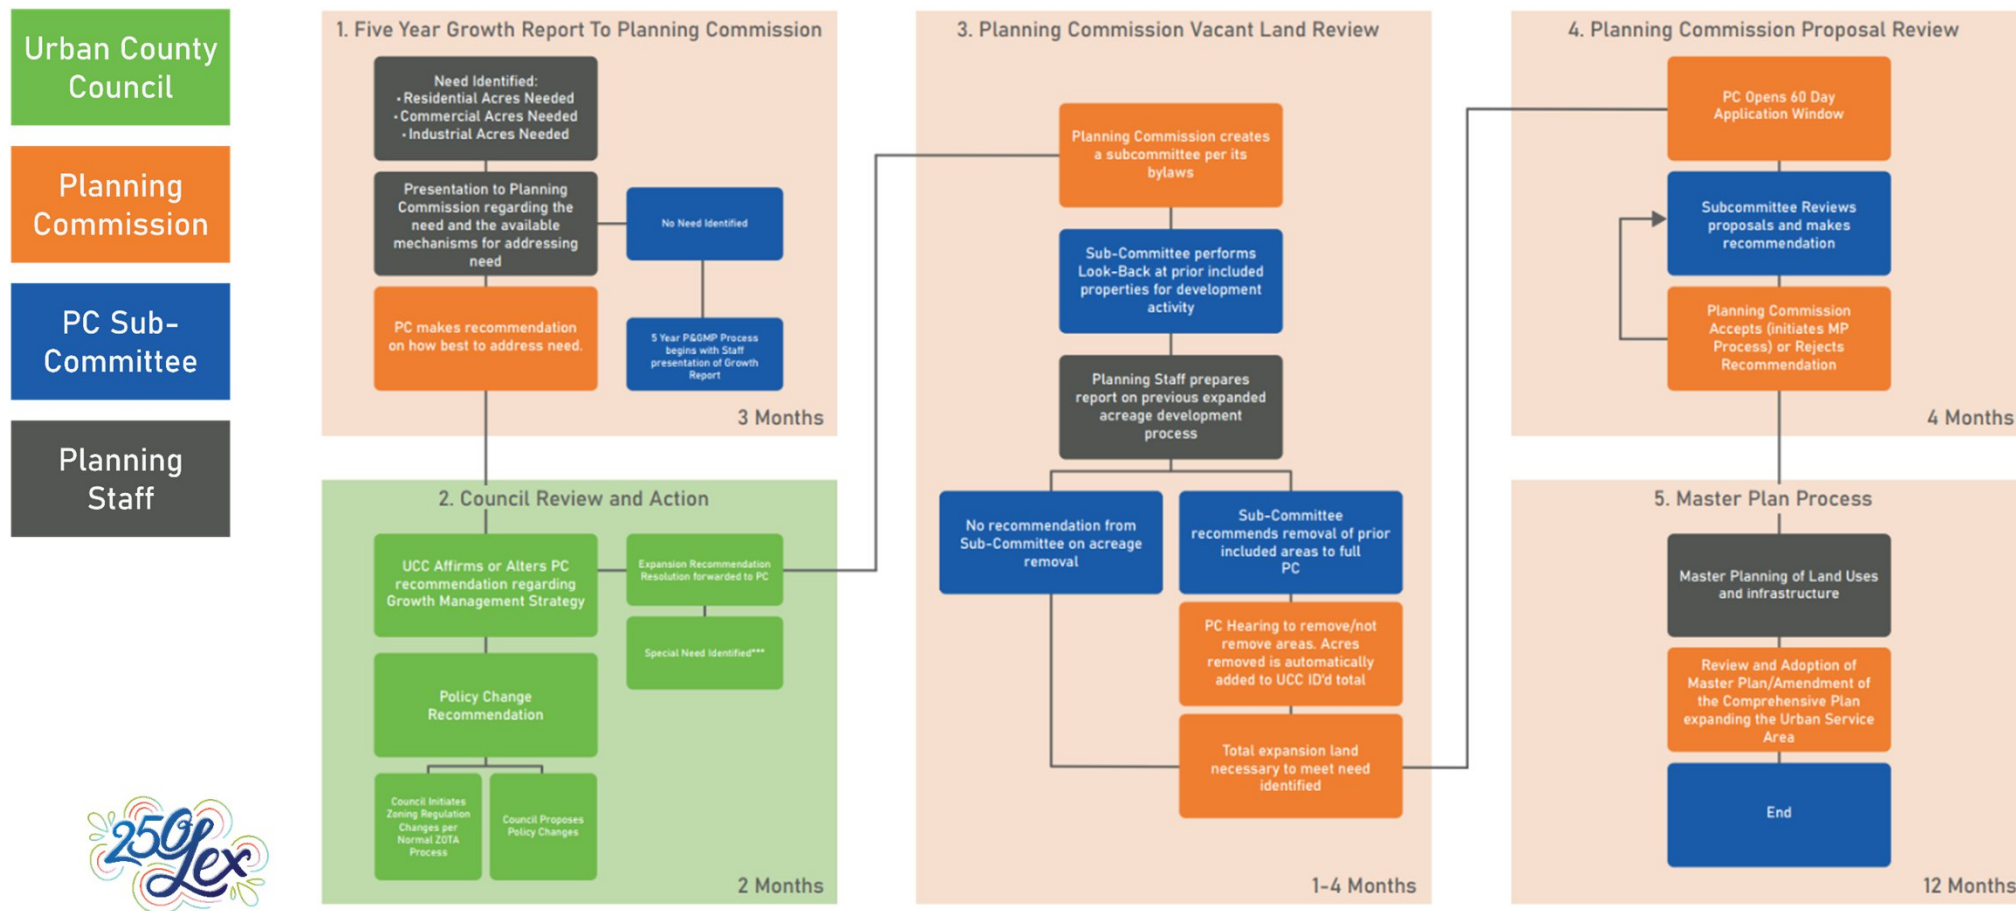 Urban County
Council
Planning
Commission
PC Sub-
Committee
Planning
Staff
250Lex
1. Five Year Growth Report To Planning Commission
Need Identified:
• Residential Acres Needed
• Commercial Acres Needed
• Industrial Acres Needed
Presentation to Planning
Commission regarding the
need and the available
mechanisms for addressing
need
No Need Identified
PC makes recommendation
on how best to address need.
5 Year P&GMP Process
begins with Staff
presentation of Growth
Report
3 Months
2. Council Review and Action
UCC Affirms or Alters PC
recommendation regarding
Growth Management Strategy
Expansion Recommendation
Resolution forwarded to PC
Special Need Identified***
Policy Change
Recommendation
Council Initiates
Zoning Regulation
Changes per
Normal ZOTA
Process
Council Proposes
Policy Changes
2 Months
3. Planning Commission Vacant Land Review
Planning Commission creates
a subcommittee per its
bylaws
Sub-Committee performs
Look-Back at prior included
properties for development
activity
Planning Staff prepares
report on previous expanded
acreage development
process
No recommendation from
Sub-Committee on acreage
removal
Sub-Committee
recommends removal of prior
included areas to full
PC
PC Hearing to remove/not
remove areas. Acres
removed is automatically
added to UCC ID'd total
Total expansion land
necessary to meet need
identified
1-4 Months
4. Planning Commission Proposal Review
PC Opens 60 Day
Application Window
Subcommittee Reviews
proposals and makes
recommendation
Planning Commission
Accepts (initiates MP
Process) or Rejects
Recommendation
4 Months
5. Master Plan Process
Master Planning of Land Uses
and infrastructure
Review and Adoption of
Master Plan/Amendment of
the Comprehensive Plan
expanding the Urban Service
Area
End
12 Months